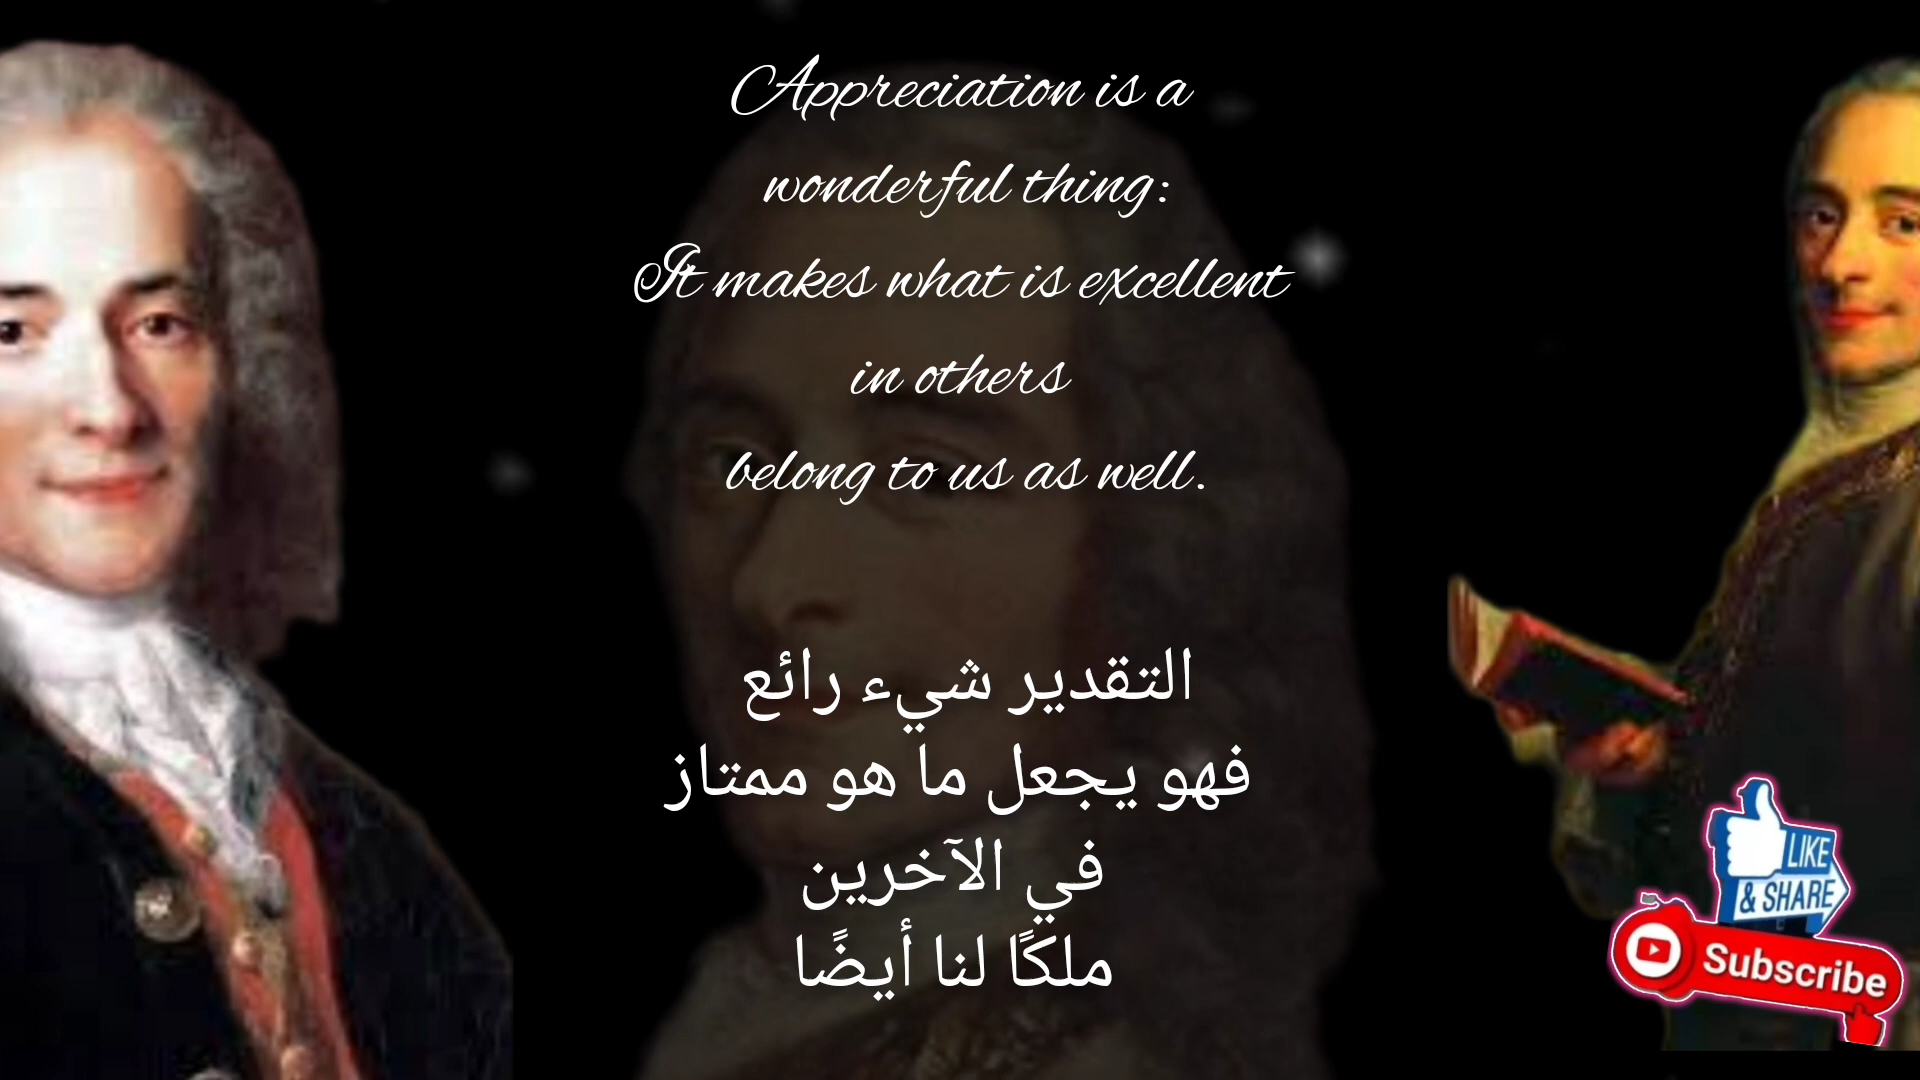 Appreciation is a
wonderful thing:
It makes what is excellent
in others
belong to us as well.
التقدير شيء رائع
فهو يجعل ما هو ممتاز
في الآخرين
ملكًا لنا أيضًا
LIKE
& SHARE
Subscribe